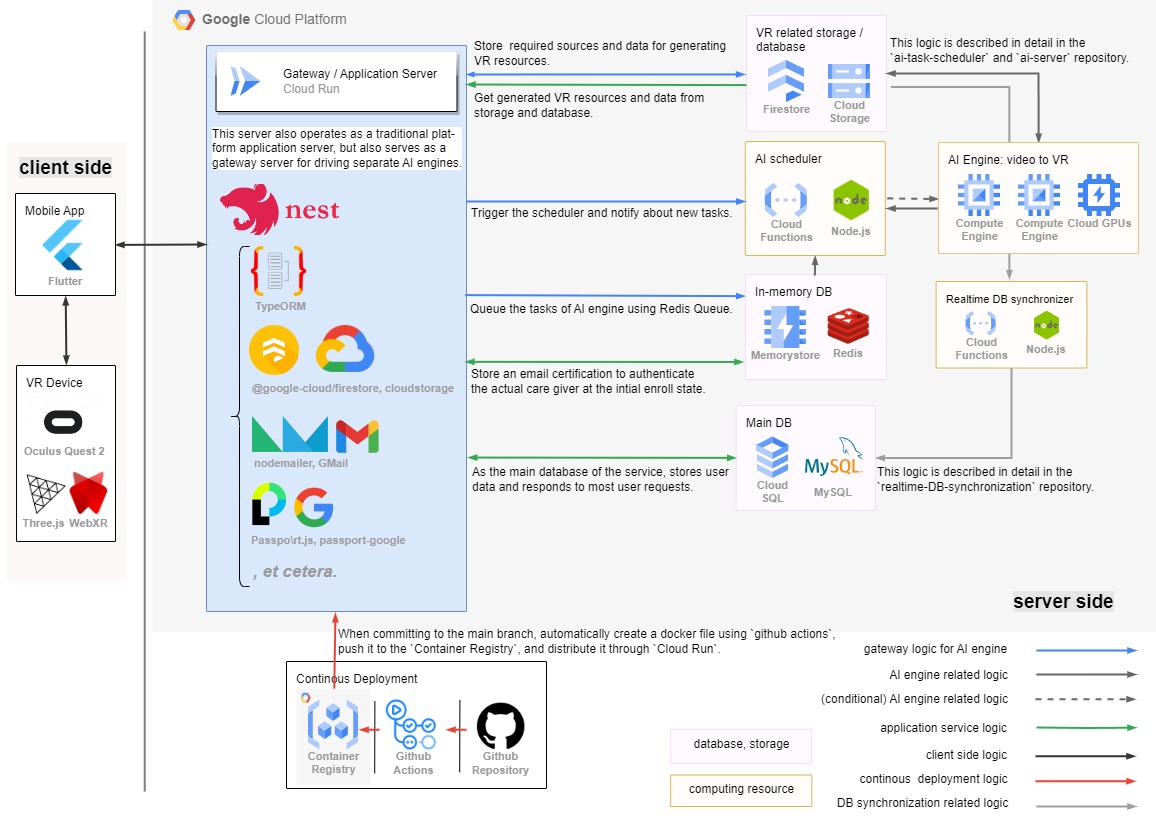 Google Cloud Platform
client side
Mobile App
Flutter
VR Device
Oculus Quest 2
Three.js WebXR
Gateway / Application Server
Cloud Run
This server also operates as a traditional plat-
form application server, but also serves as a
gateway server for driving separate AI engines.
nest
TypeORM
@google-cloud/firestore, cloudstorage
nodemailer, GMail
Passpo\rt.js, passport-google
, et cetera.
Store required sources and data for generating
VR resources.
Get generated VR resources and data from
storage and database.
Trigger the scheduler and notify about new tasks.
Queue the tasks of AI engine using Redis Queue.
Store an email certification to authenticate
the actual care giver at the intial enroll state.
As the main database of the service, stores user
data and responds to most user requests.
VR related storage /
database
Firestore
Cloud
Storage
This logic is described in detail in the
`ai-task-scheduler` and `ai-server` repository.
AI scheduler
Cloud
Functions
node
Node.js
AI Engine: video to VR
Compute
Engine
Compute
Engine
Cloud GPUs
In-memory DB
Memorystore
Redis
Realtime DB synchronizer
Cloud
Functions
node
Node.js
Main DB
Cloud
SQL
MySQL
MySQL
This logic is described in detail in the
`realtime-DB-synchronization` repository.
server side
When committing to the main branch, automatically create a docker file using `github actions`,
push it to the `Container Registry`, and distribute it through `Cloud Run`.
Continous Deployment
Container
Registry
Github
Actions
Github
Repository
database, storage
computing resource
gateway logic for AI engine
AI engine related logic
(conditional) AI engine related logic
application service logic
client side logic
continous deployment logic
DB synchronization related logic